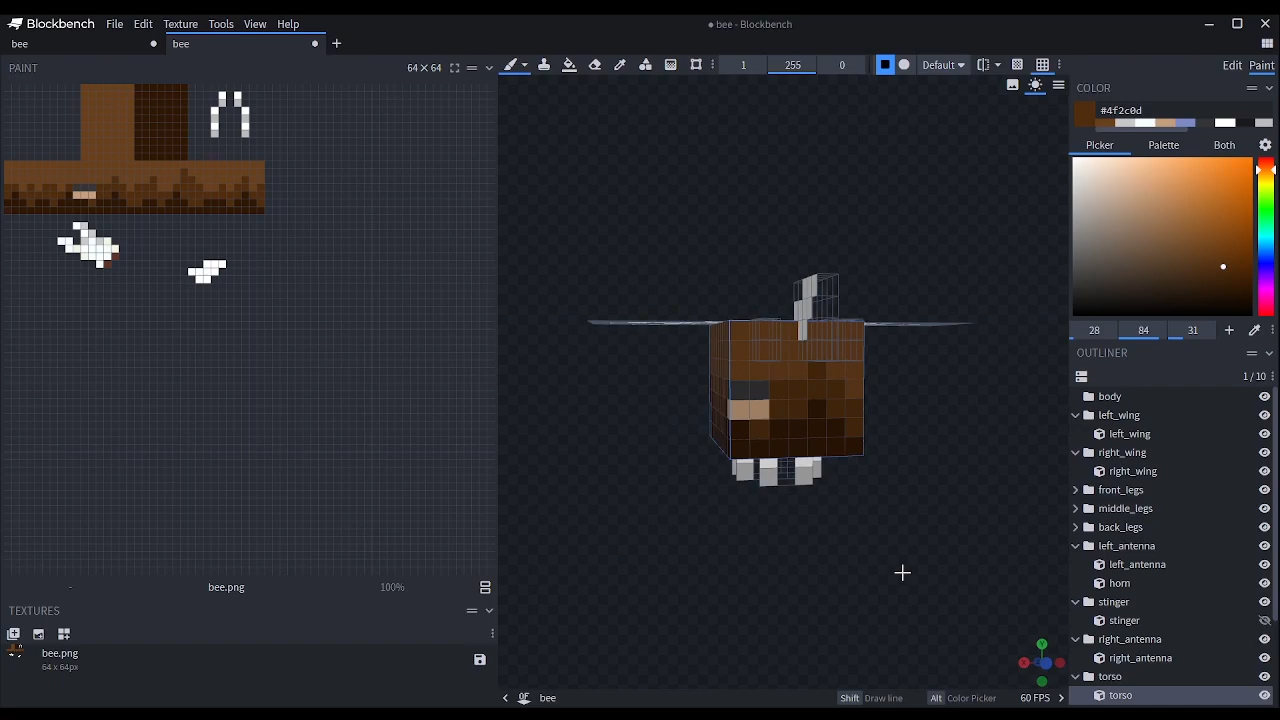 Blockbench File Edit Texture Tools View Help
bee - Blockbench
bee
bee
PAINT 64 × 64
1 255 0 Default
Edit Paint
COLOR
#4f2c0d
Picker Palette Both
28 84 31
OUTLINER
1 / 10
body
left_wing
left_wing
right_wing
right_wing
front_legs
middle_legs
back_legs
left_antenna
left_antenna
horn
stinger
stinger
right_antenna
right_antenna
torso
torso
- bee.png 100%
TEXTURES
bee.png
64 x 64px
bee Shift Draw line Alt Color Picker 60 FPS